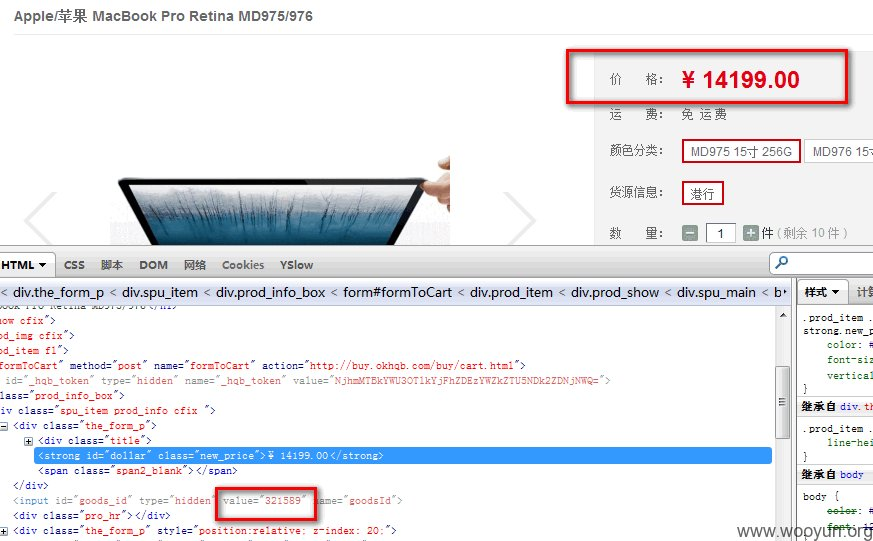 Apple/苹果 MacBook Pro Retina MD975/976
价 格: ¥ 14199.00
运 费: 免 运 费
颜色分类: MD975 15寸 256G MD976 15寸
货源信息: 港行
数 量: 1 件 ( 剩余 10 件 )
HTML CSS 脚本 DOM 网络 Cookies YSlow
< div.the_form_p < div.spu_item < div.prod_info_box < form#formToCart < div.prod_item < div.prod_show < div.spu_main < b
样式 计算
ook Pro Retina MD975/976</h1>
how cfix">
od_img cfix">
od_item fl">
formToCart" method="post" name="formToCart" action="http://buy.okhqb.com/buy/cart.html">
id="_hqb_token" type="hidden" name="_hqb_token"
lass="prod_info_box">
iv class="spu_item prod_info cfix ">
<div class="the_form_p">
<div class="title">
<strong id="dollar" class="new_price">¥ 14199.00</strong>
<span class="span2_blank"></span>
</div>
<input id="goods_id" type="hidden" value="321589" name="goodsId">
<div class="pro_hr"></div>
<div class="the_form_p" style="position:relative; z-index: 20;">
.prod_item .
strong.new_p
color: #
font-siz
vertical
}
继承自 div.th
.prod_item .
line-hei
}
继承自 body
body {
color: #
font: 12
www.wooyun.org